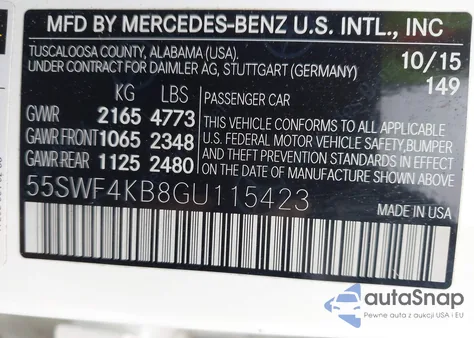 MFD BY MERCEDES-BENZ U.S. INTL., INC
TUSCALOOSA COUNTY, ALABAMA (USA).
UNDER CONTRACT FOR DAIMLER AG, STUTTGART (GERMANY)
10/15
149
KG LBS
GVWR 2165 4773
GAWR FRONT 1065 2348
GAWR REAR 1125 2480
PASSENGER CAR
THIS VEHICLE CONFORMS TO ALL APPLICABLE
U.S. FEDERAL MOTOR VEHICLE SAFETY, BUMPER
AND THEFT PREVENTION STANDARDS IN EFFECT
ON THE DATE OF MANUFACTURE SHOWN ABOVE.
55SWF4KB8GU115423
MADE IN USA
autoSnap
Pewne auta z aukcji USA i EU